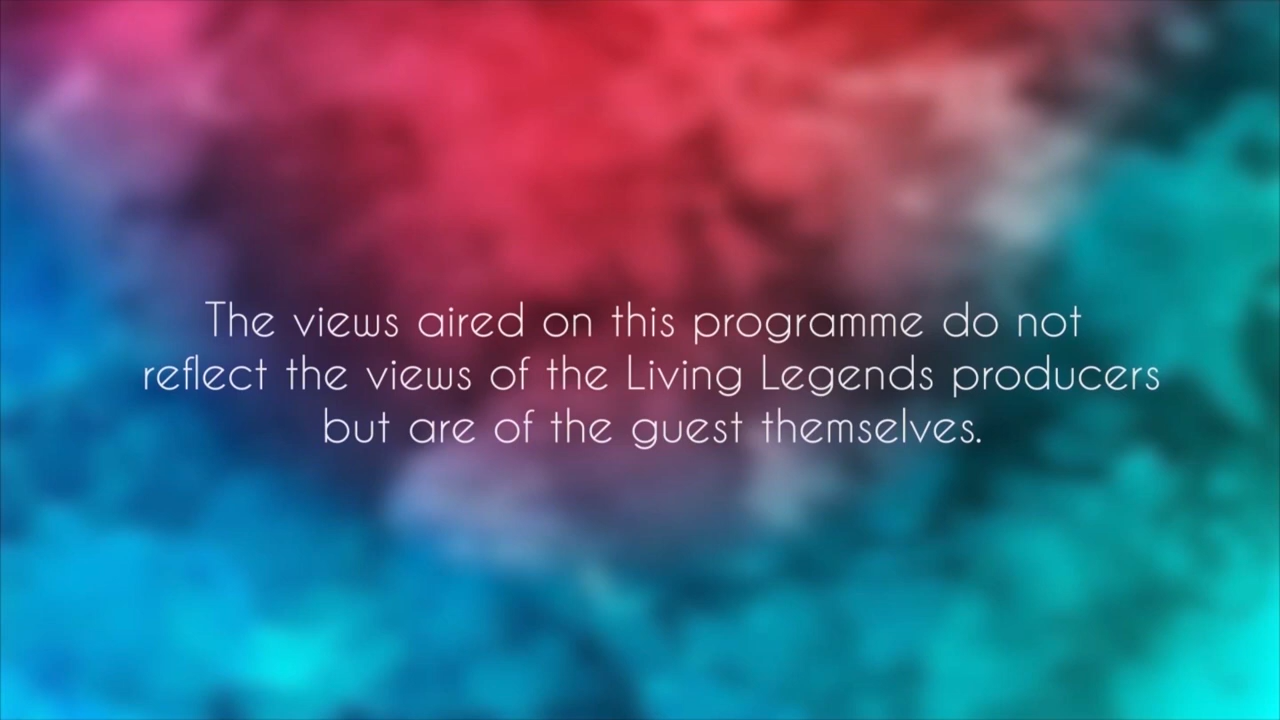 The views aired on this programme do not
reflect the views of the Living Legends producers
but are of the guest themselves.